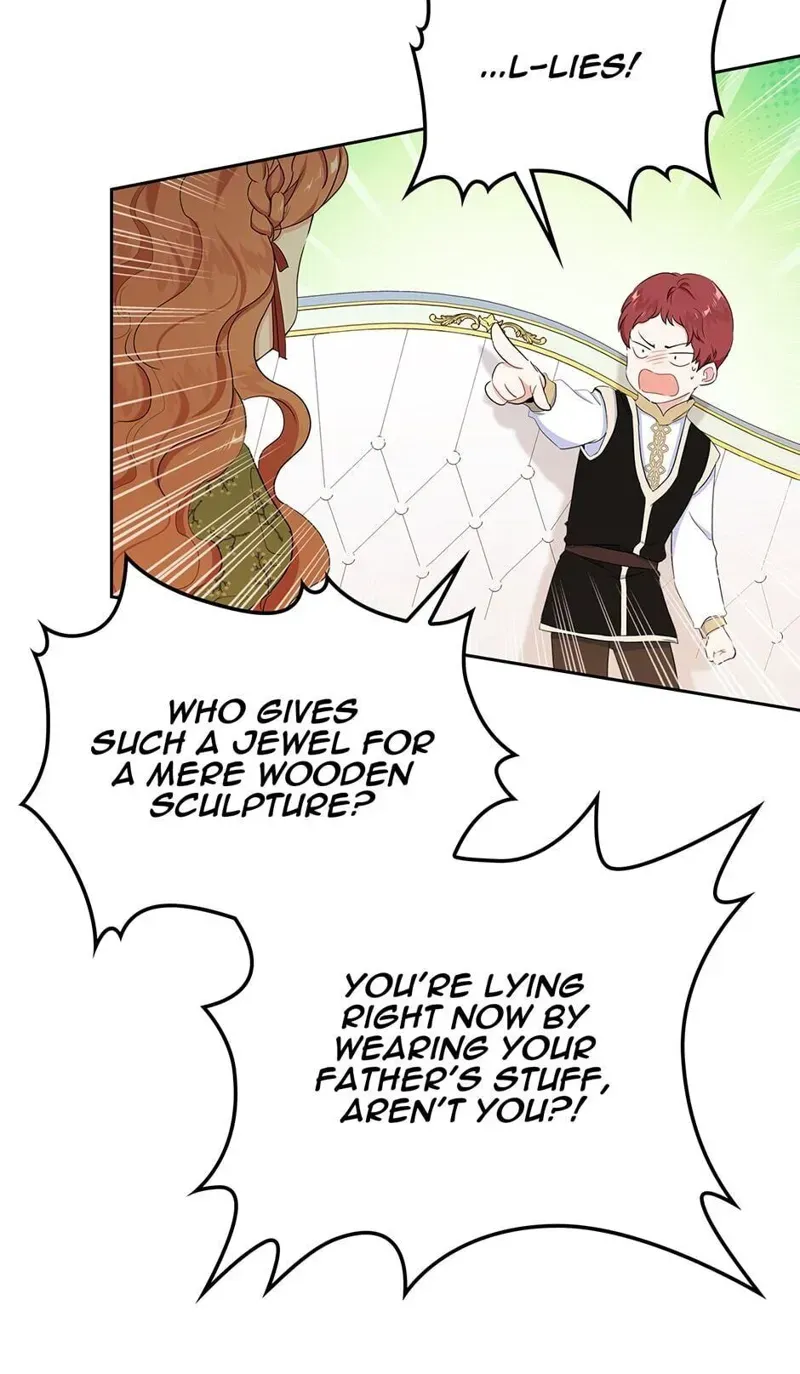 ...L-LIES!
WHO GIVES
SUCH A JEWEL FOR
A MERE WOODEN
SCULPTURE?
YOU'RE LYING
RIGHT NOW BY
WEARING YOUR
FATHER'S STUFF,
AREN'T YOU?!